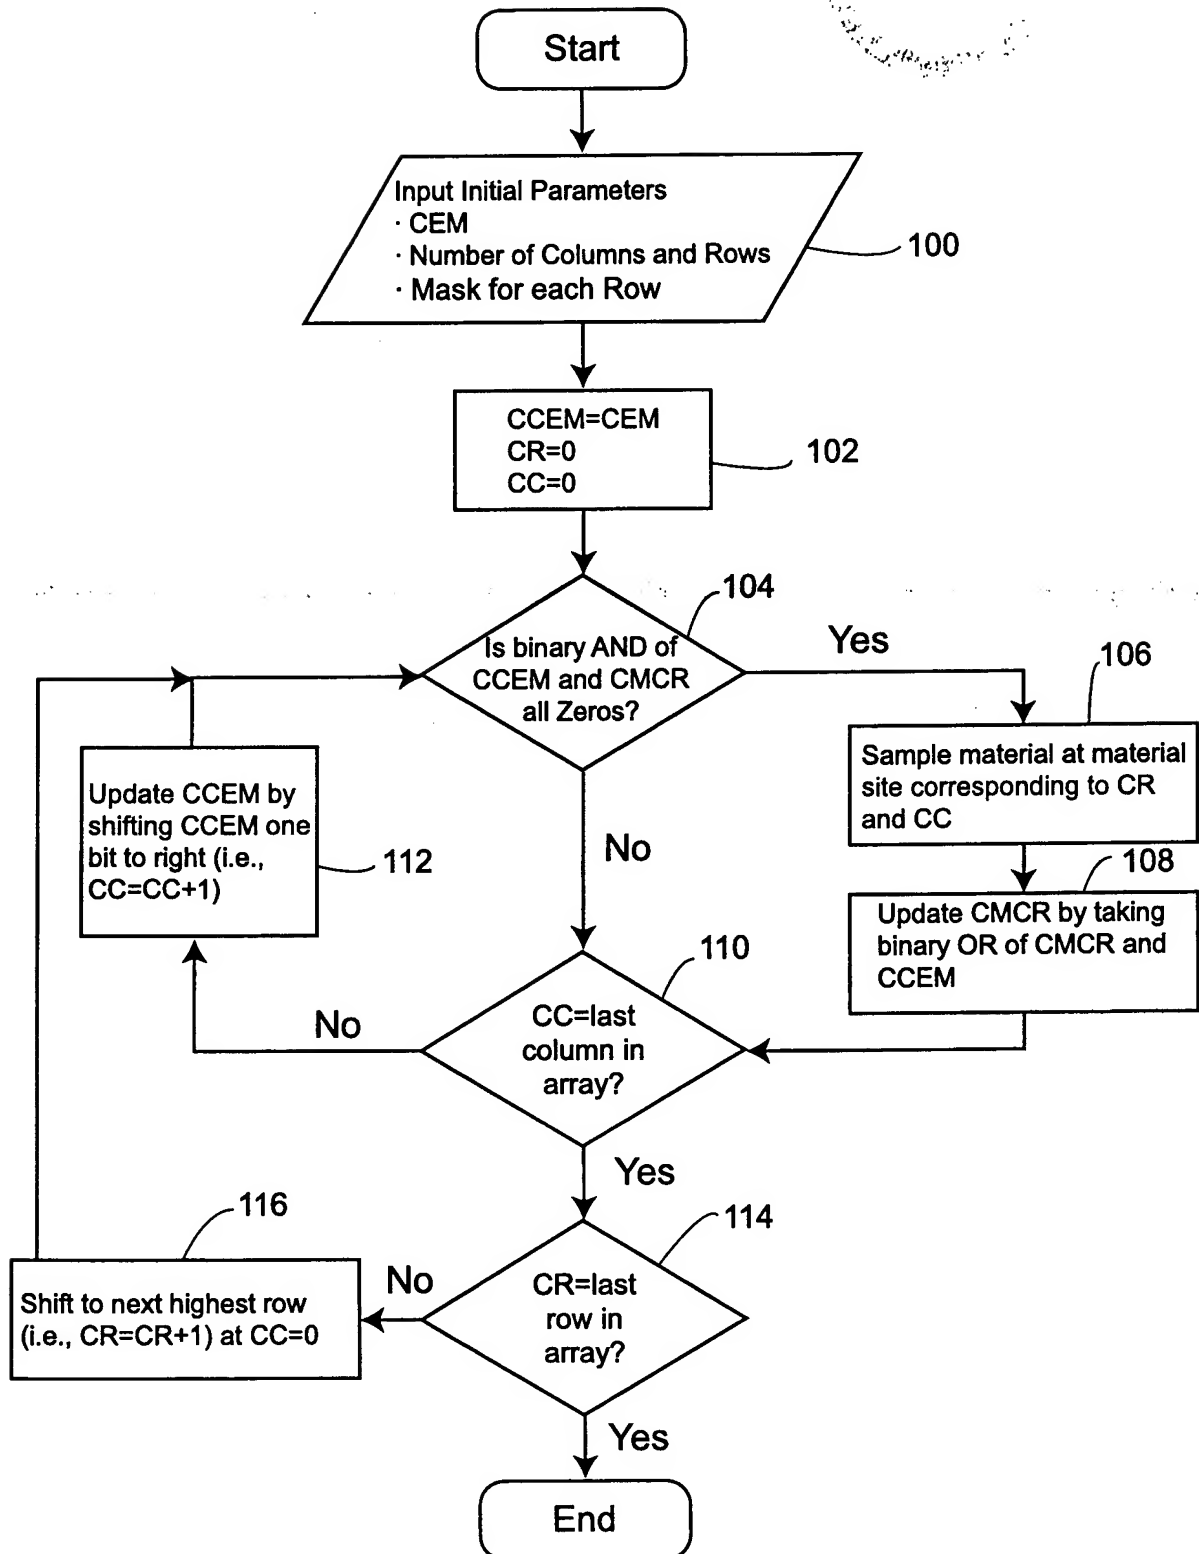 Start
Input Initial Parameters
· CEM
· Number of Columns and Rows
· Mask for each Row
100
CCEM=CEM
CR=0
CC=0
102
104
Is binary AND of
CCEM and CMCR
all Zeros?
Yes
106
Sample material at material
site corresponding to CR
and CC
No
108
Update CMCR by taking
binary OR of CMCR and
CCEM
Update CCEM by
shifting CCEM one
bit to right (i.e.,
CC=CC+1)
112
110
CC=last
column in
array?
No
Yes
114
CR=last
row in
array?
No
116
Shift to next highest row
(i.e., CR=CR+1) at CC=0
Yes
End